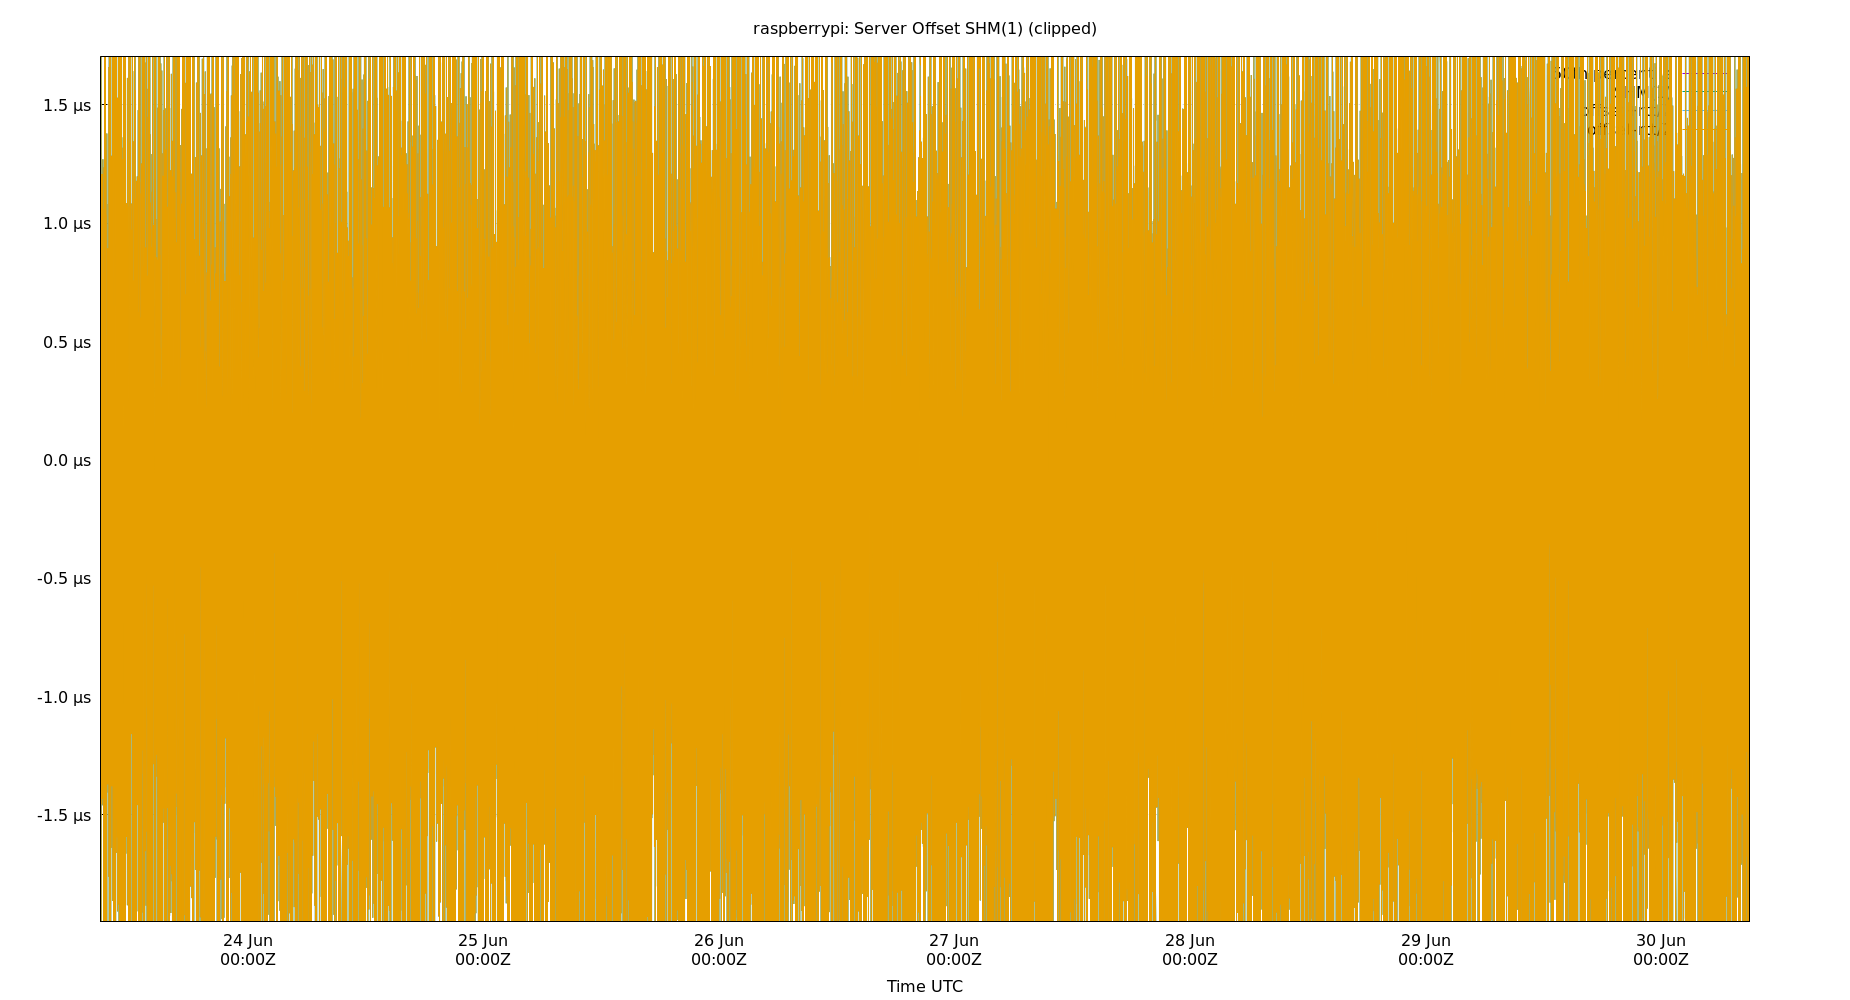 raspberrypi: Server Offset SHM(1) (clipped)
1.5 µs
1.0 µs
0.5 µs
0.0 µs
-0.5 µs
-1.0 µs
-1.5 µs
24 Jun 25 Jun 26 Jun 27 Jun 28 Jun 29 Jun 30 Jun
00:00Z 00:00Z 00:00Z 00:00Z 00:00Z 00:00Z 00:00Z
Time UTC